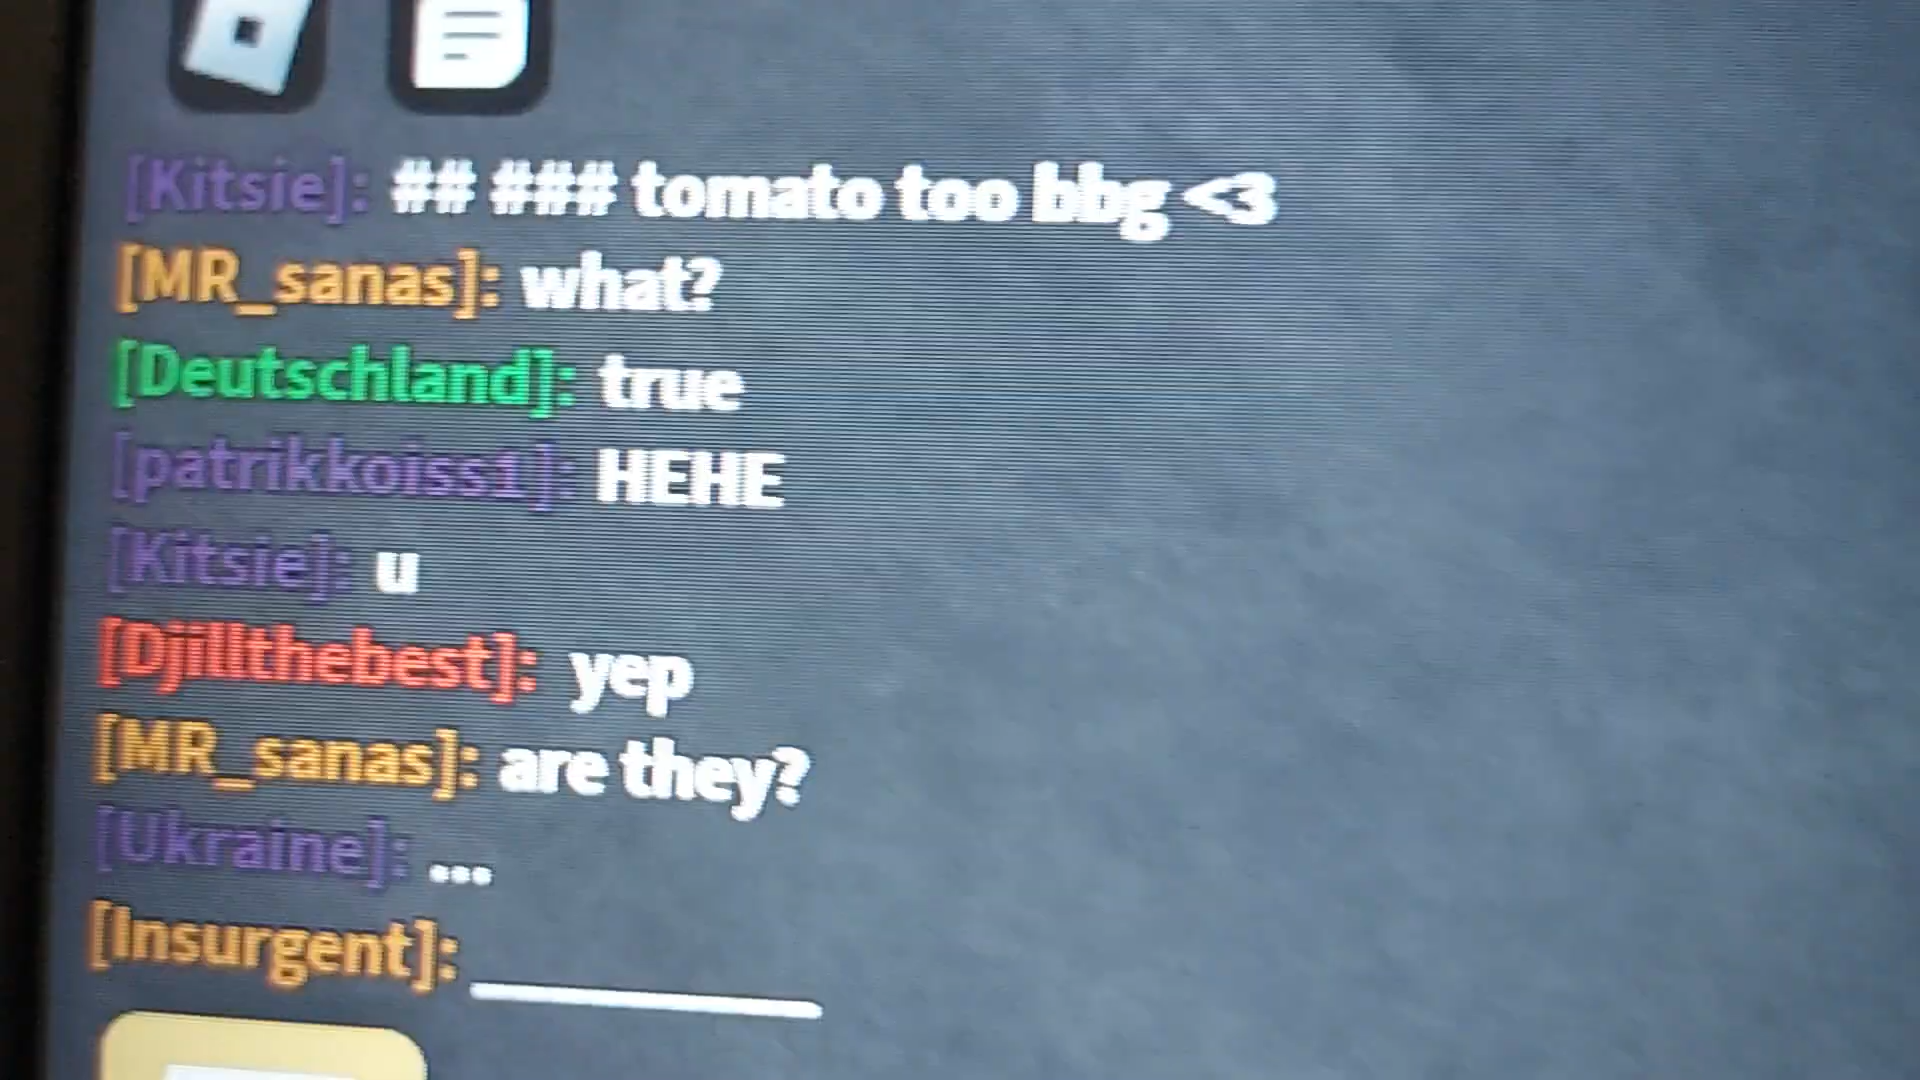 [Kitsie]: ## ### tomato too bbg <3
[MR_sanas]: what?
[Deutschland]: true
[patrikkoiss1]: HEHE
[Kitsie]: u
[Djillthebest]: yep
[MR_sanas]: are they?
[Ukraine]: ...
[Insurgent]: ________